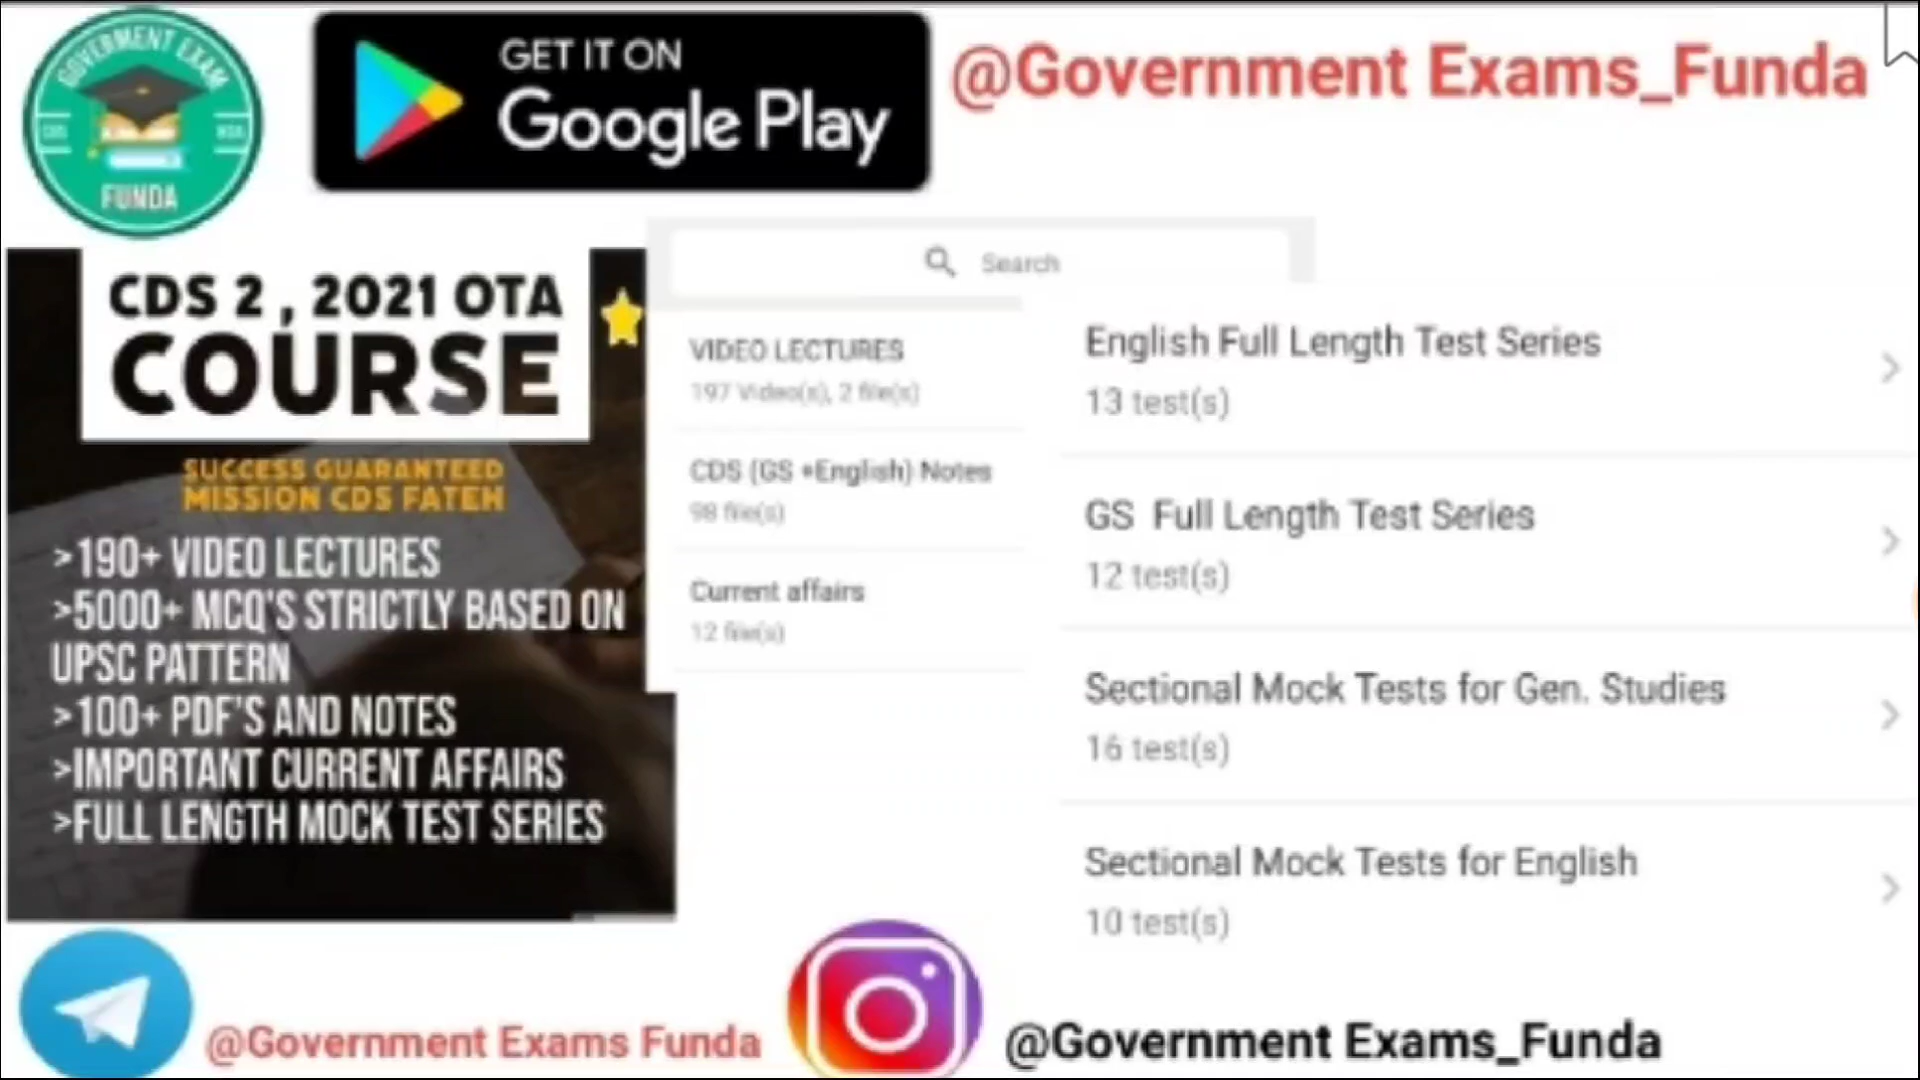 GOVERMENT EXAM
CDS
NDA
FUNDA
GET IT ON
Google Play
@Government Exams_Funda
CDS 2 , 2021 OTA
COURSE
SUCCESS GUARANTEED
MISSION CDS FATEH
>190+ VIDEO LECTURES
>5000+ MCQ'S STRICTLY BASED ON
UPSC PATTERN
>100+ PDF'S AND NOTES
>IMPORTANT CURRENT AFFAIRS
>FULL LENGTH MOCK TEST SERIES
Search
VIDEO LECTURES
197 Video(s), 2 file(s)
CDS (GS +English) Notes
98 file(s)
Current affairs
12 file(s)
English Full Length Test Series
13 test(s)
GS Full Length Test Series
12 test(s)
Sectional Mock Tests for Gen. Studies
16 test(s)
Sectional Mock Tests for English
10 test(s)
@Government Exams Funda
@Government Exams_Funda